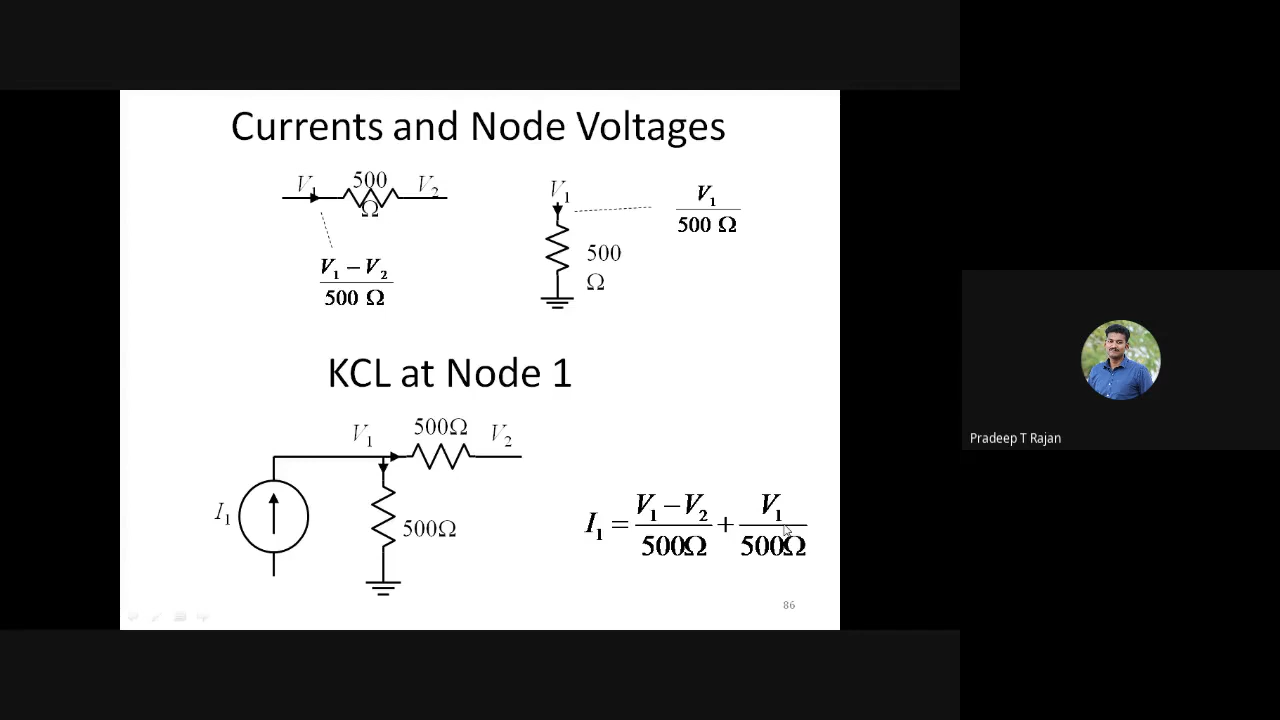 Currents and Node Voltages
V1 500 Ω V2
V1 − V2
500 Ω
V1
500 Ω
V1
500 Ω
KCL at Node 1
V1 500Ω V2
I1
500Ω
I1 = (V1 − V2)/500Ω + V1/500Ω
86
Pradeep T Rajan